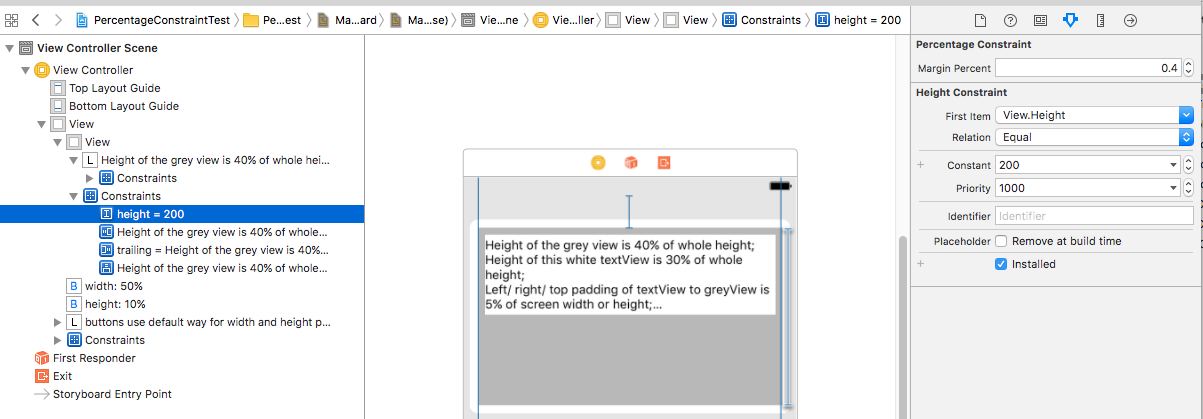 PercentageConstraintTest
Pe...est
Ma...ard
Ma...se)
Vie...ne
Vie...ller
View
View
Constraints
height = 200
View Controller Scene
View Controller
Top Layout Guide
Bottom Layout Guide
View
View
L Height of the grey view is 40% of whole hei...
Constraints
Constraints
height = 200
Height of the grey view is 40% of whole...
trailing = Height of the grey view is 40%...
Height of the grey view is 40% of whole...
B width: 50%
B height: 10%
L buttons use default way for width and height p...
Constraints
First Responder
Exit
Storyboard Entry Point
Height of the grey view is 40% of whole height;
Height of this white textView is 30% of whole
height;
Left/ right/ top padding of textView to greyView is
5% of screen width or height;...
Percentage Constraint
Margin Percent 0.4
Height Constraint
First Item View.Height
Relation Equal
Constant 200
Priority 1000
Identifier Identifier
Placeholder Remove at build time
Installed